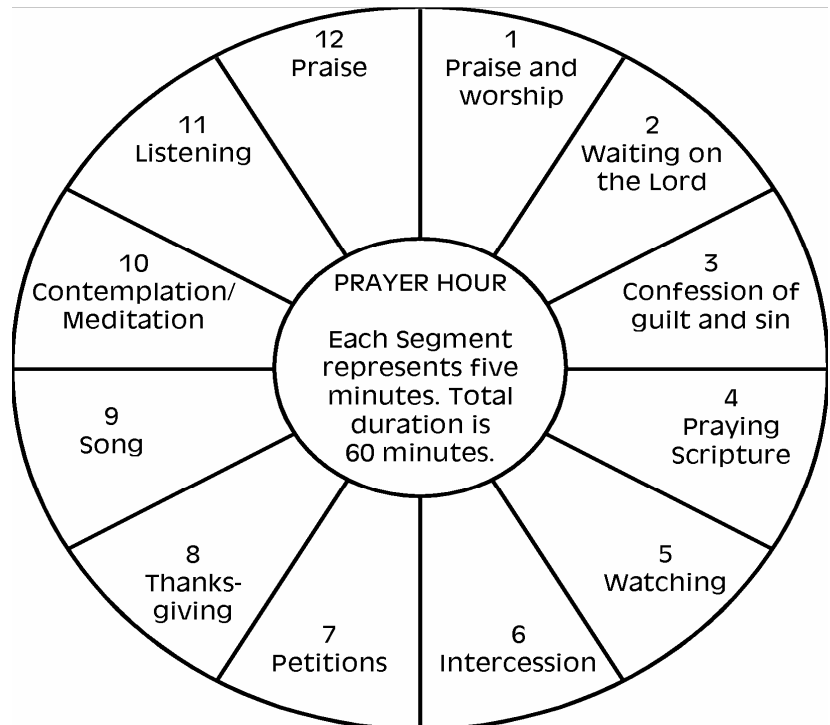 PRAYER HOUR
Each Segment
represents five
minutes. Total
duration is
60 minutes.
1
Praise and
worship
2
Waiting on
the Lord
3
Confession of
guilt and sin
4
Praying
Scripture
5
Watching
6
Intercession
7
Petitions
8
Thanks-
giving
9
Song
10
Contemplation/
Meditation
11
Listening
12
Praise